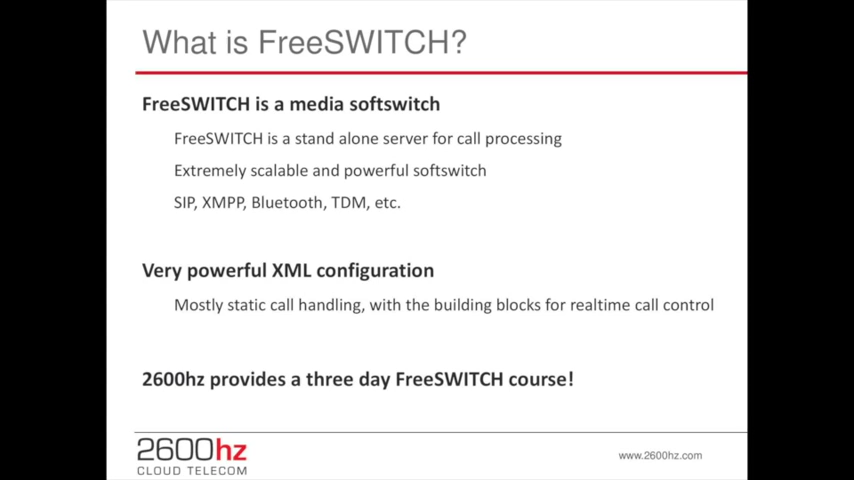 What is FreeSWITCH?
FreeSWITCH is a media softswitch
FreeSWITCH is a stand alone server for call processing
Extremely scalable and powerful softswitch
SIP, XMPP, Bluetooth, TDM, etc.
Very powerful XML configuration
Mostly static call handling, with the building blocks for realtime call control
2600hz provides a three day FreeSWITCH course!
2600hz
CLOUD TELECOM
www.2600hz.com